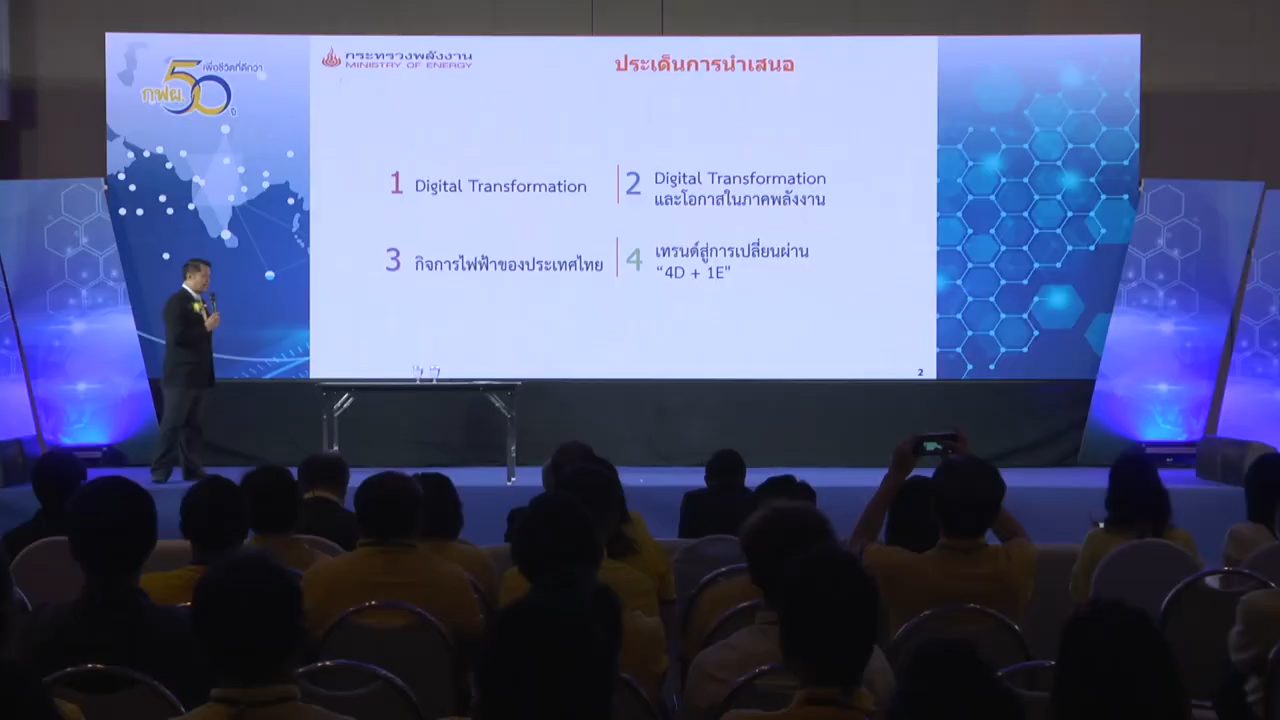 เพื่อชีวิตที่ดีกว่า
กฟผ. 50 ปี
กระทรวงพลังงาน
MINISTRY OF ENERGY
ประเด็นการนำเสนอ
1 Digital Transformation
2 Digital Transformation
และโอกาสในภาคพลังงาน
3 กิจการไฟฟ้าของประเทศไทย
4 เทรนด์สู่การเปลี่ยนผ่าน
“4D + 1E"
2